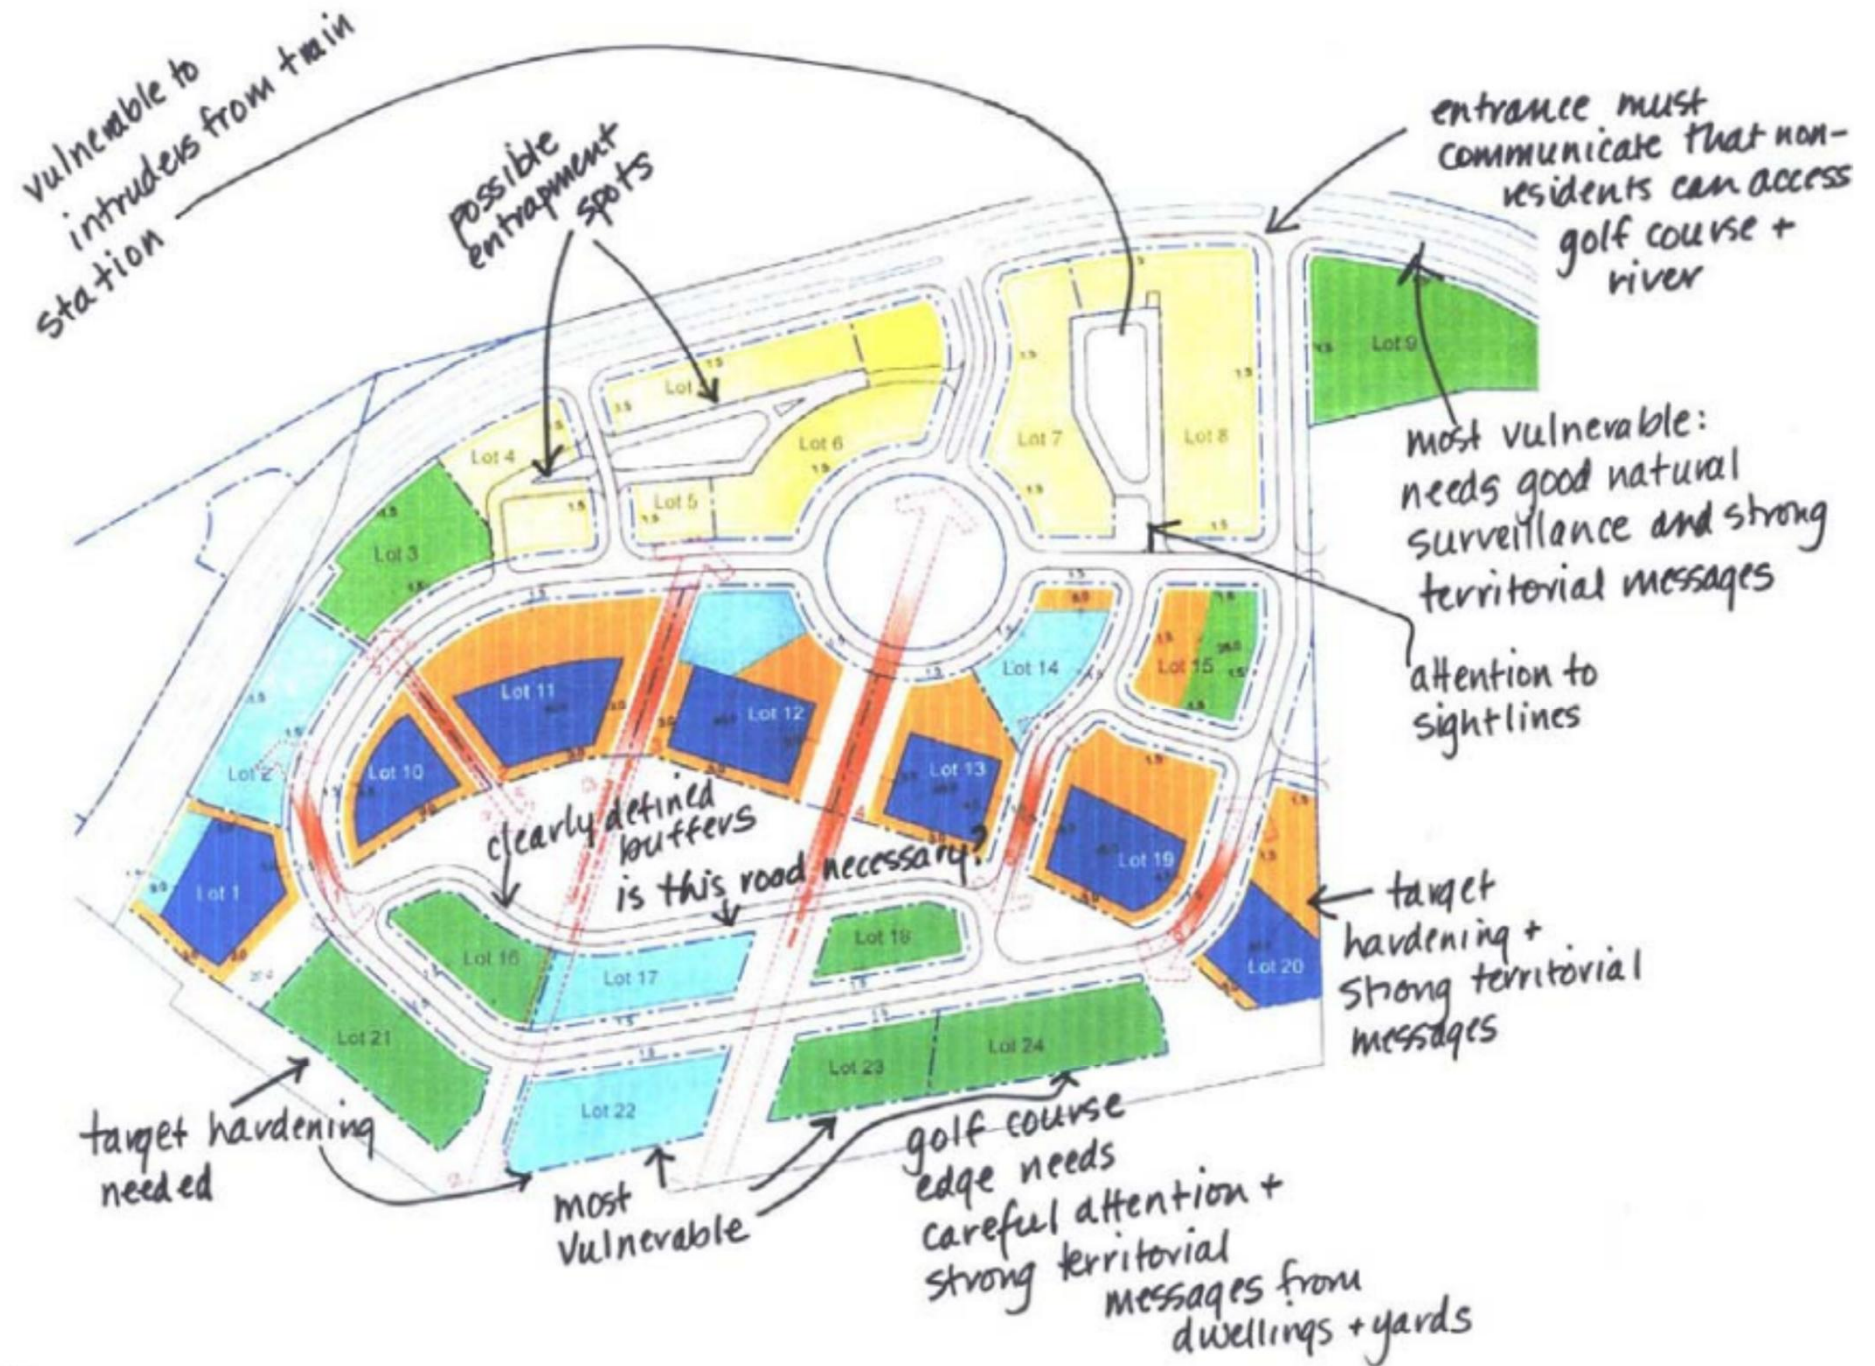 vulnerable to
intruders from train
station
possible
entrapment
spots
entrance must
communicate that non-
residents can access
golf course +
river
Lot 9
most vulnerable:
needs good natural
surveillance and strong
territorial messages
Lot
Lot 4
Lot 6
Lot 7
Lot 8
Lot 5
Lot 3
attention to
sightlines
Lot 14
Lot 15
Lot 11
Lot 12
Lot 10
Lot 13
Lot 2
clearly defined
buffers
is this road necessary?
Lot 19
Lot 1
target
hardening +
strong territorial
messages
Lot 16
Lot 17
Lot 18
Lot 20
Lot 21
Lot 22
Lot 23
Lot 24
target hardening
needed
most
vulnerable
golf course
edge needs
careful attention +
strong territorial
messages from
dwellings + yards